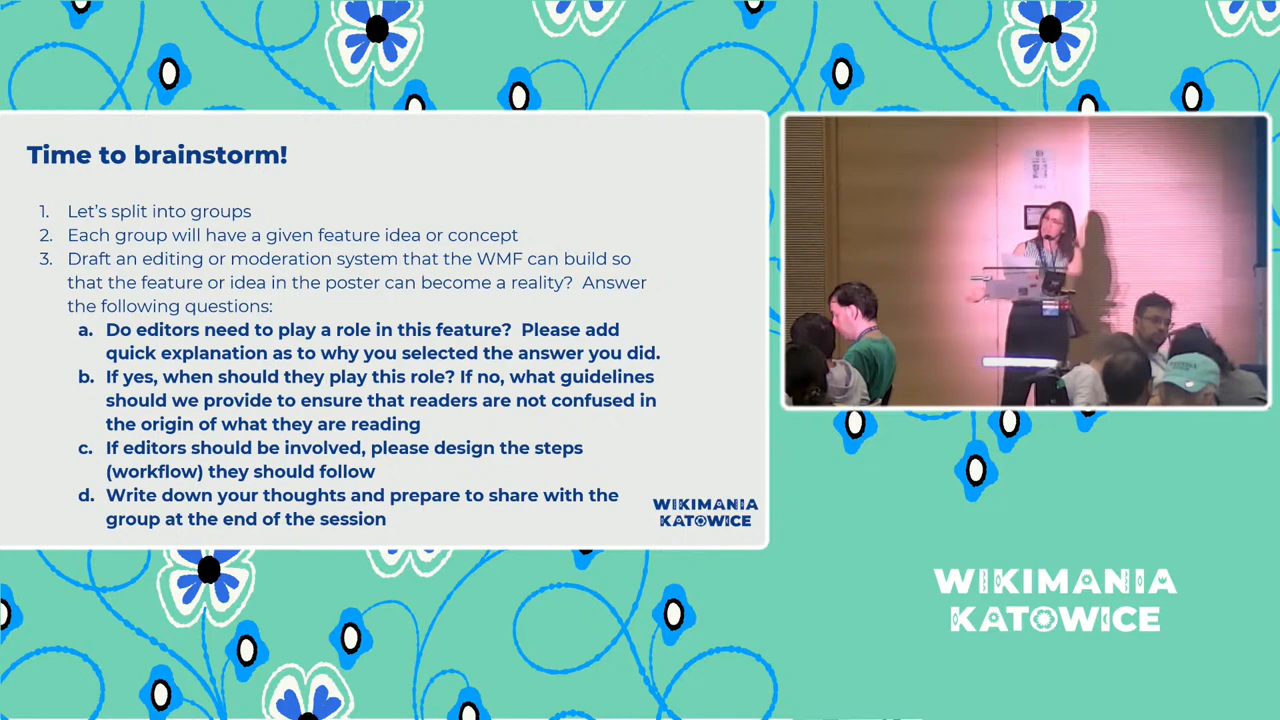 Time to brainstorm!
1. Let's split into groups
2. Each group will have a given feature idea or concept
3. Draft an editing or moderation system that the WMF can build so
that the feature or idea in the poster can become a reality?  Answer
the following questions:
a. Do editors need to play a role in this feature?  Please add
quick explanation as to why you selected the answer you did.
b. If yes, when should they play this role? If no, what guidelines
should we provide to ensure that readers are not confused in
the origin of what they are reading
c. If editors should be involved, please design the steps
(workflow) they should follow
d. Write down your thoughts and prepare to share with the
group at the end of the session
WIKIMANIA
KATOWICE
WIKIMANIA
KATOWICE